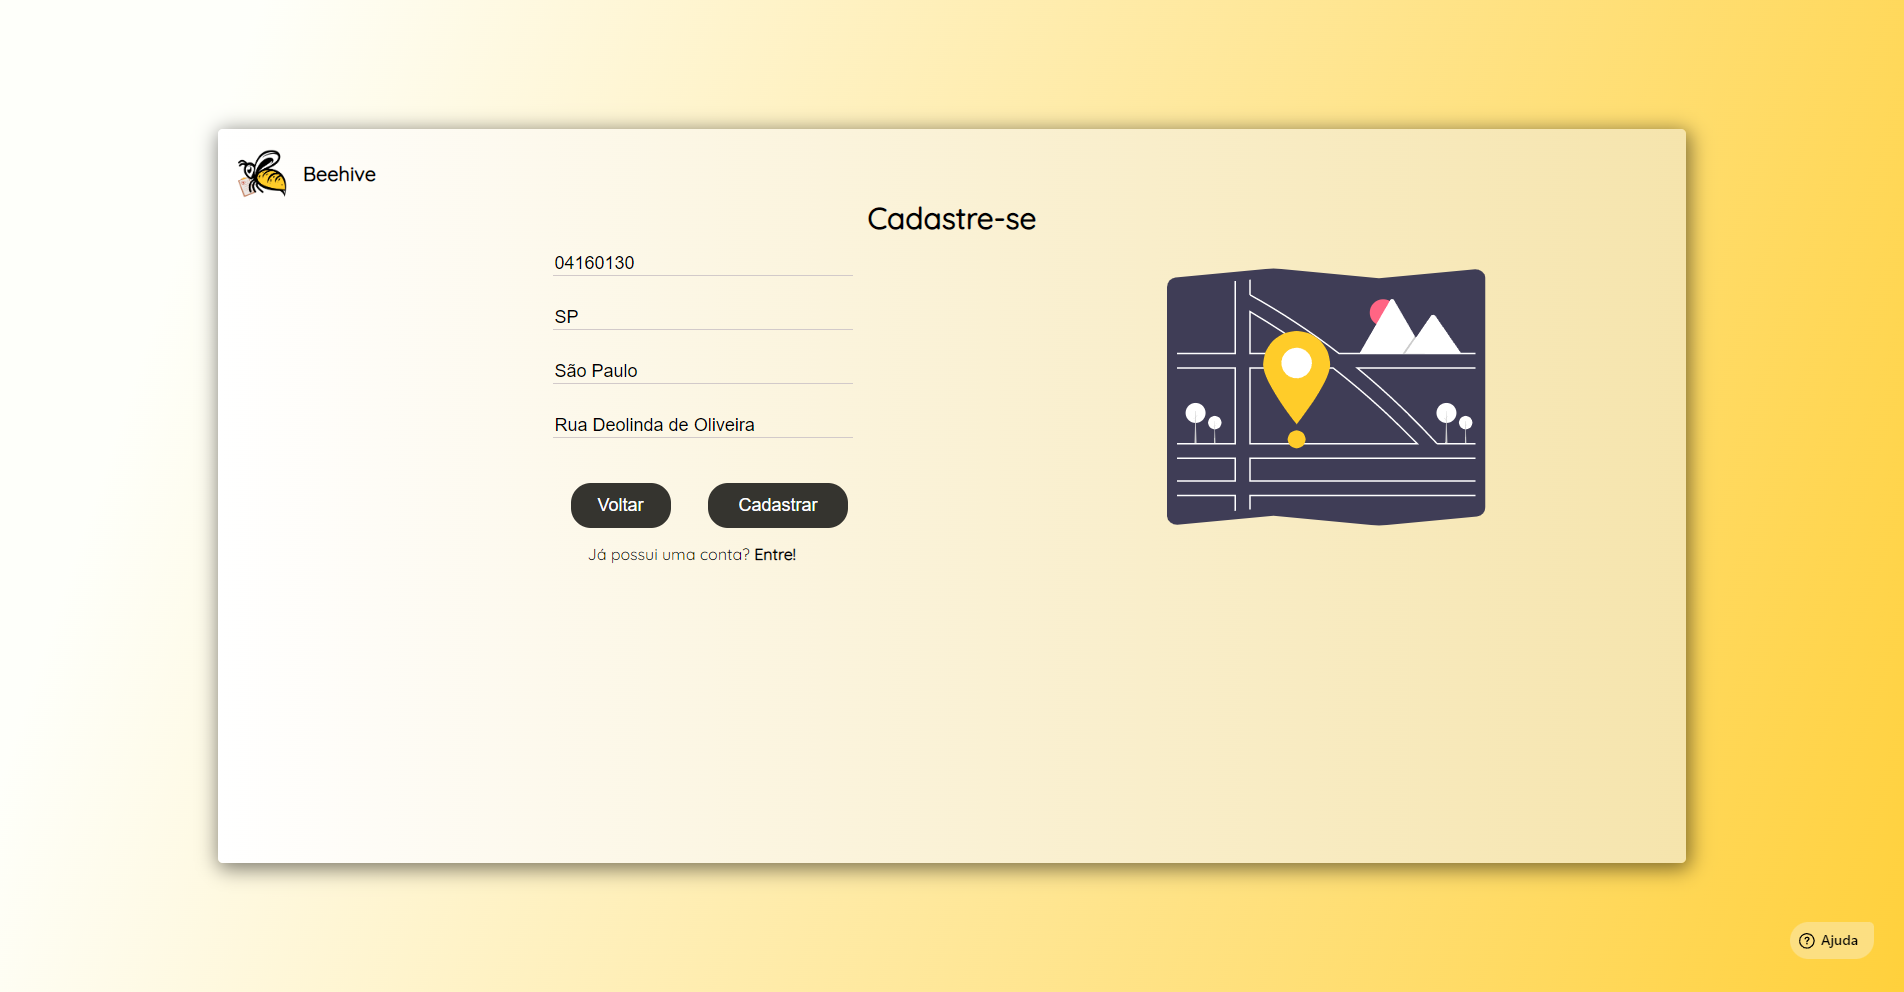 Beehive
Cadastre-se
04160130
SP
São Paulo
Rua Deolinda de Oliveira
Voltar
Cadastrar
Já possui uma conta? Entre!
Ajuda